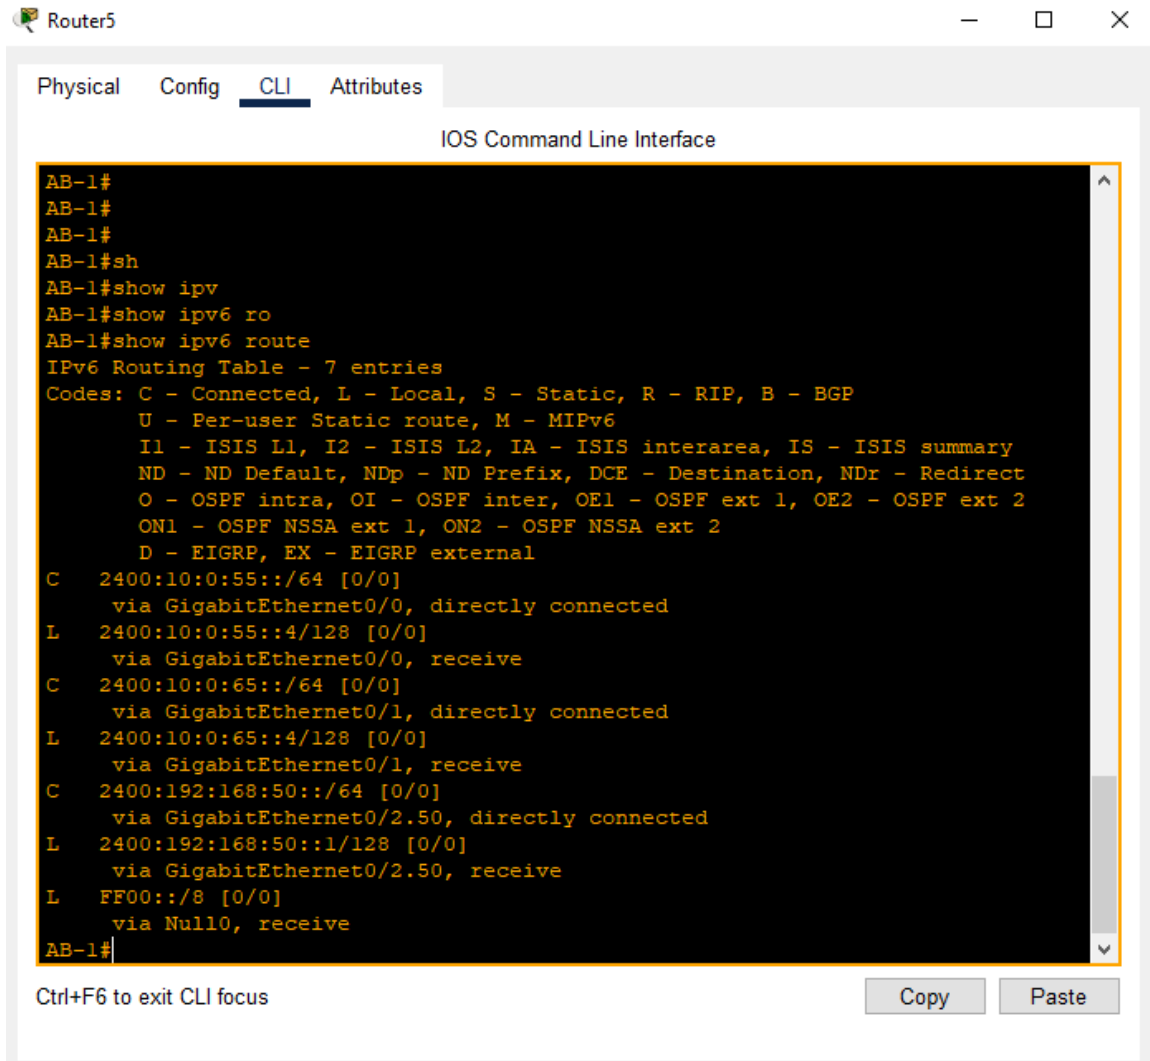 Router5
Physical Config CLI Attributes
IOS Command Line Interface
AB-1#
AB-1#
AB-1#
AB-1#sh
AB-1#show ipv
AB-1#show ipv6 ro
AB-1#show ipv6 route
IPv6 Routing Table - 7 entries
Codes: C - Connected, L - Local, S - Static, R - RIP, B - BGP
U - Per-user Static route, M - MIPv6
I1 - ISIS L1, I2 - ISIS L2, IA - ISIS interarea, IS - ISIS summary
ND - ND Default, NDp - ND Prefix, DCE - Destination, NDr - Redirect
O - OSPF intra, OI - OSPF inter, OE1 - OSPF ext 1, OE2 - OSPF ext 2
ON1 - OSPF NSSA ext 1, ON2 - OSPF NSSA ext 2
D - EIGRP, EX - EIGRP external
C 2400:10:0:55::/64 [0/0]
via GigabitEthernet0/0, directly connected
L 2400:10:0:55::4/128 [0/0]
via GigabitEthernet0/0, receive
C 2400:10:0:65::/64 [0/0]
via GigabitEthernet0/1, directly connected
L 2400:10:0:65::4/128 [0/0]
via GigabitEthernet0/1, receive
C 2400:192:168:50::/64 [0/0]
via GigabitEthernet0/2.50, directly connected
L 2400:192:168:50::1/128 [0/0]
via GigabitEthernet0/2.50, receive
L FF00::/8 [0/0]
via Null0, receive
AB-1#
Ctrl+F6 to exit CLI focus Copy Paste